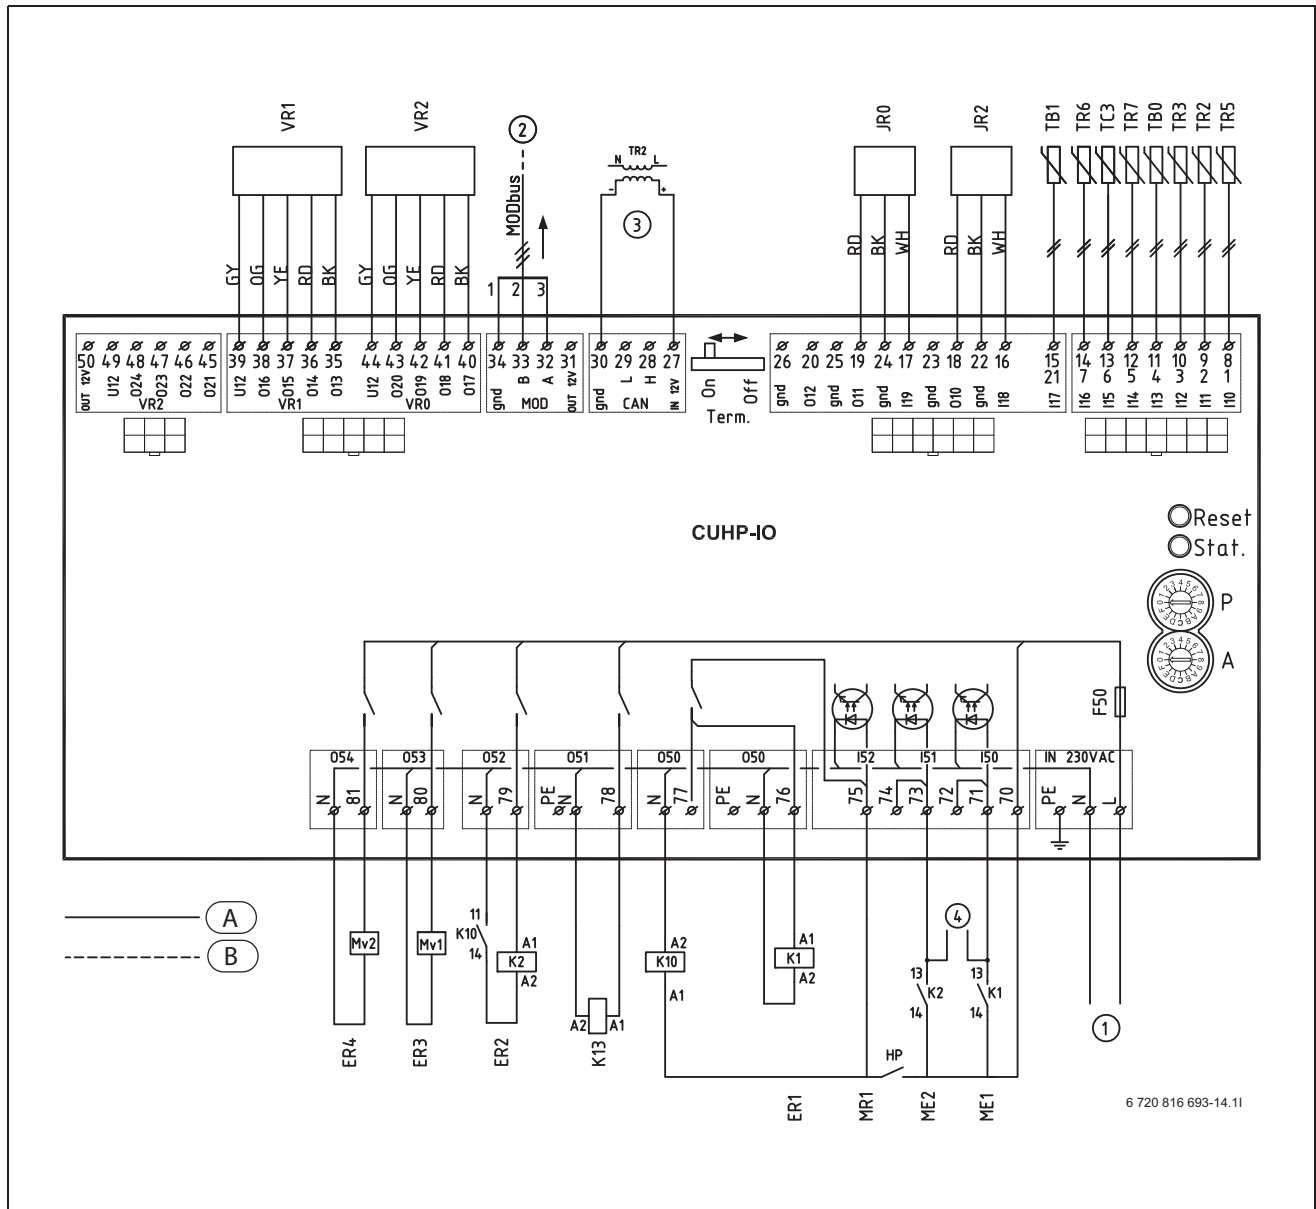 VR1
VR2
2
MODbus
TR2
N L
- +
3
JR0
JR2
TB1
TR6
TC3
TR7
TB0
TR3
TR2
TR5
GY
OG
YE
RD
BK
GY
OG
YE
RD
BK
1 2 3
RD
BK
WH
RD
BK
WH
50 49 48 47 46 45
OUT 12V
U12
O24
O23
O22
O21
VR2
39 38 37 36 35
U12
O16
O15
O14
O13
VR1
44 43 42 41 40
U12
O20
O19
O18
O17
VR0
34 33 32 31
gnd
B
A
OUT 12V
MOD
30 29 28 27
gnd
L
H
IN 12V
CAN
On
Off
Term.
26 20 25 19 24 17 23 18 22 16
gnd
O12
gnd
O11
gnd
I19
gnd
O10
gnd
I18
15 14 13 12 11 10 9 8
21 7 6 5 4 3 2 1
I17
I16
I15
I14
I13
I12
I11
I10
CUHP-IO
Reset
Stat.
P
A
F50
O54
N
81
O53
N
80
O52
N
79
O51
PE
N
78
O50
N
77
O50
PE
N
76
I52 I51 I50
75
74
73
72
71
70
IN 230VAC
PE
N
L
A
B
Mv2
Mv1
11
K10
14
A1
K2
A2
A2
K10
A1
A1
K1
A2
4
13
K2
14
13
K1
14
1
A2 A1
HP
ER4
ER3
ER2
K13
ER1
MR1
ME2
ME1
6 720 816 693-14.1I